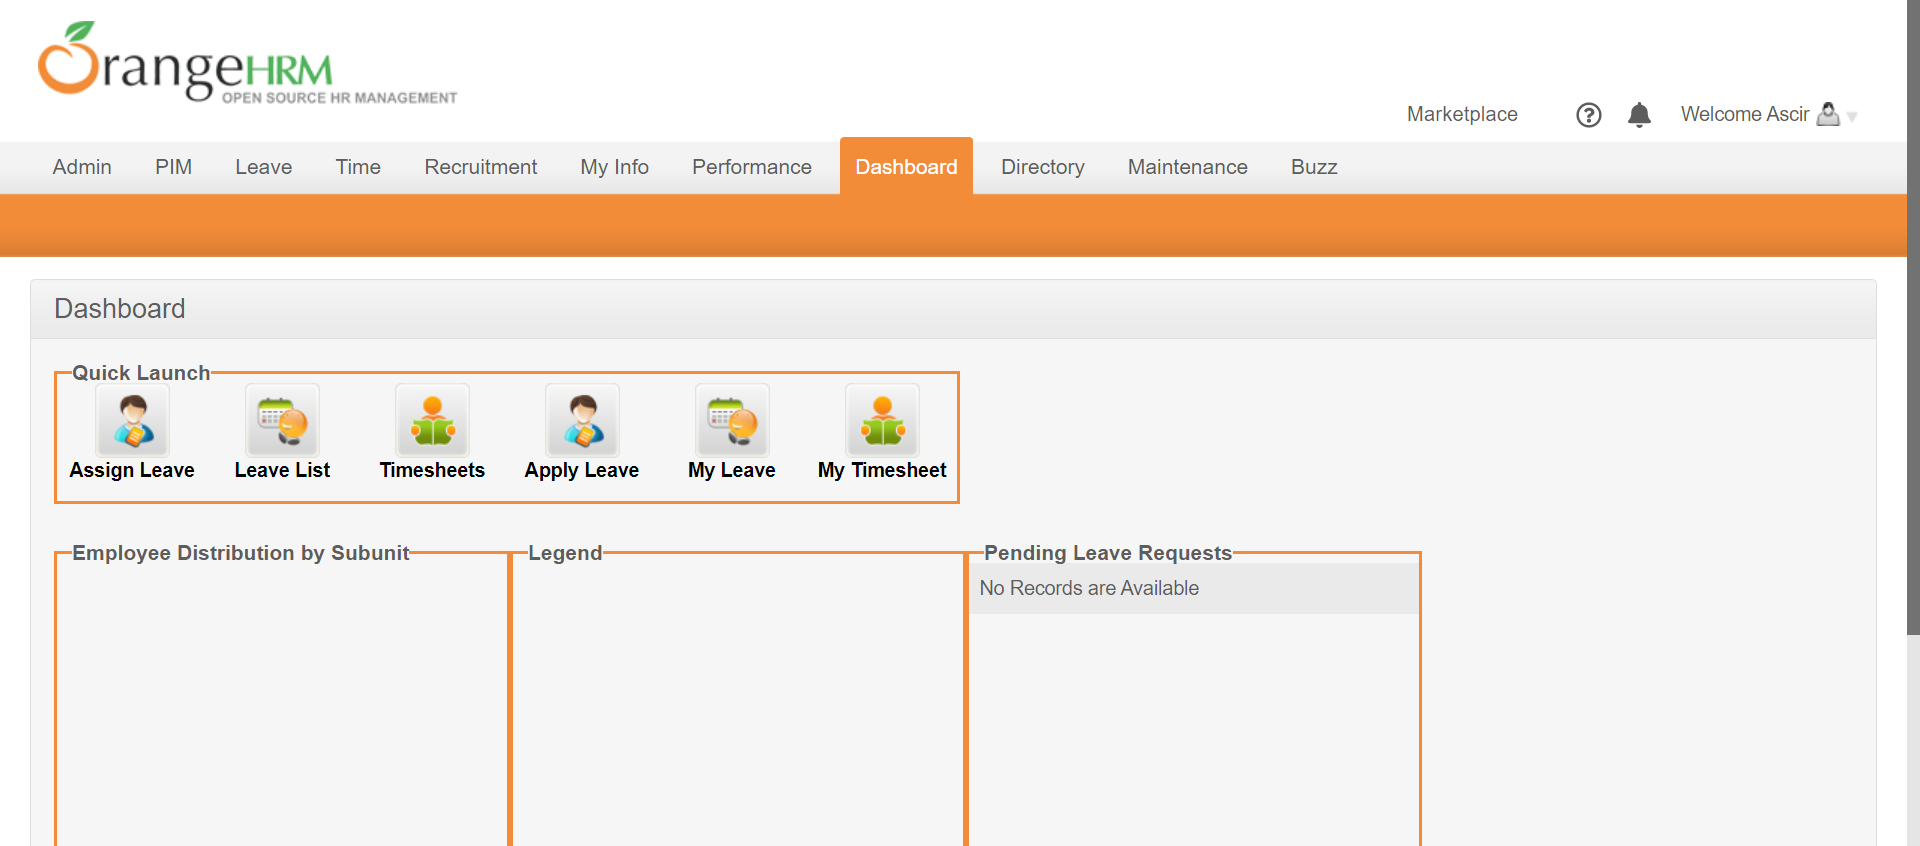 OrangeHRM
OPEN SOURCE HR MANAGEMENT
Marketplace
Welcome Ascir
Admin PIM Leave Time Recruitment My Info Performance Dashboard Directory Maintenance Buzz
Dashboard
Quick Launch
Assign Leave Leave List Timesheets Apply Leave My Leave My Timesheet
Employee Distribution by Subunit Legend Pending Leave Requests
No Records are Available